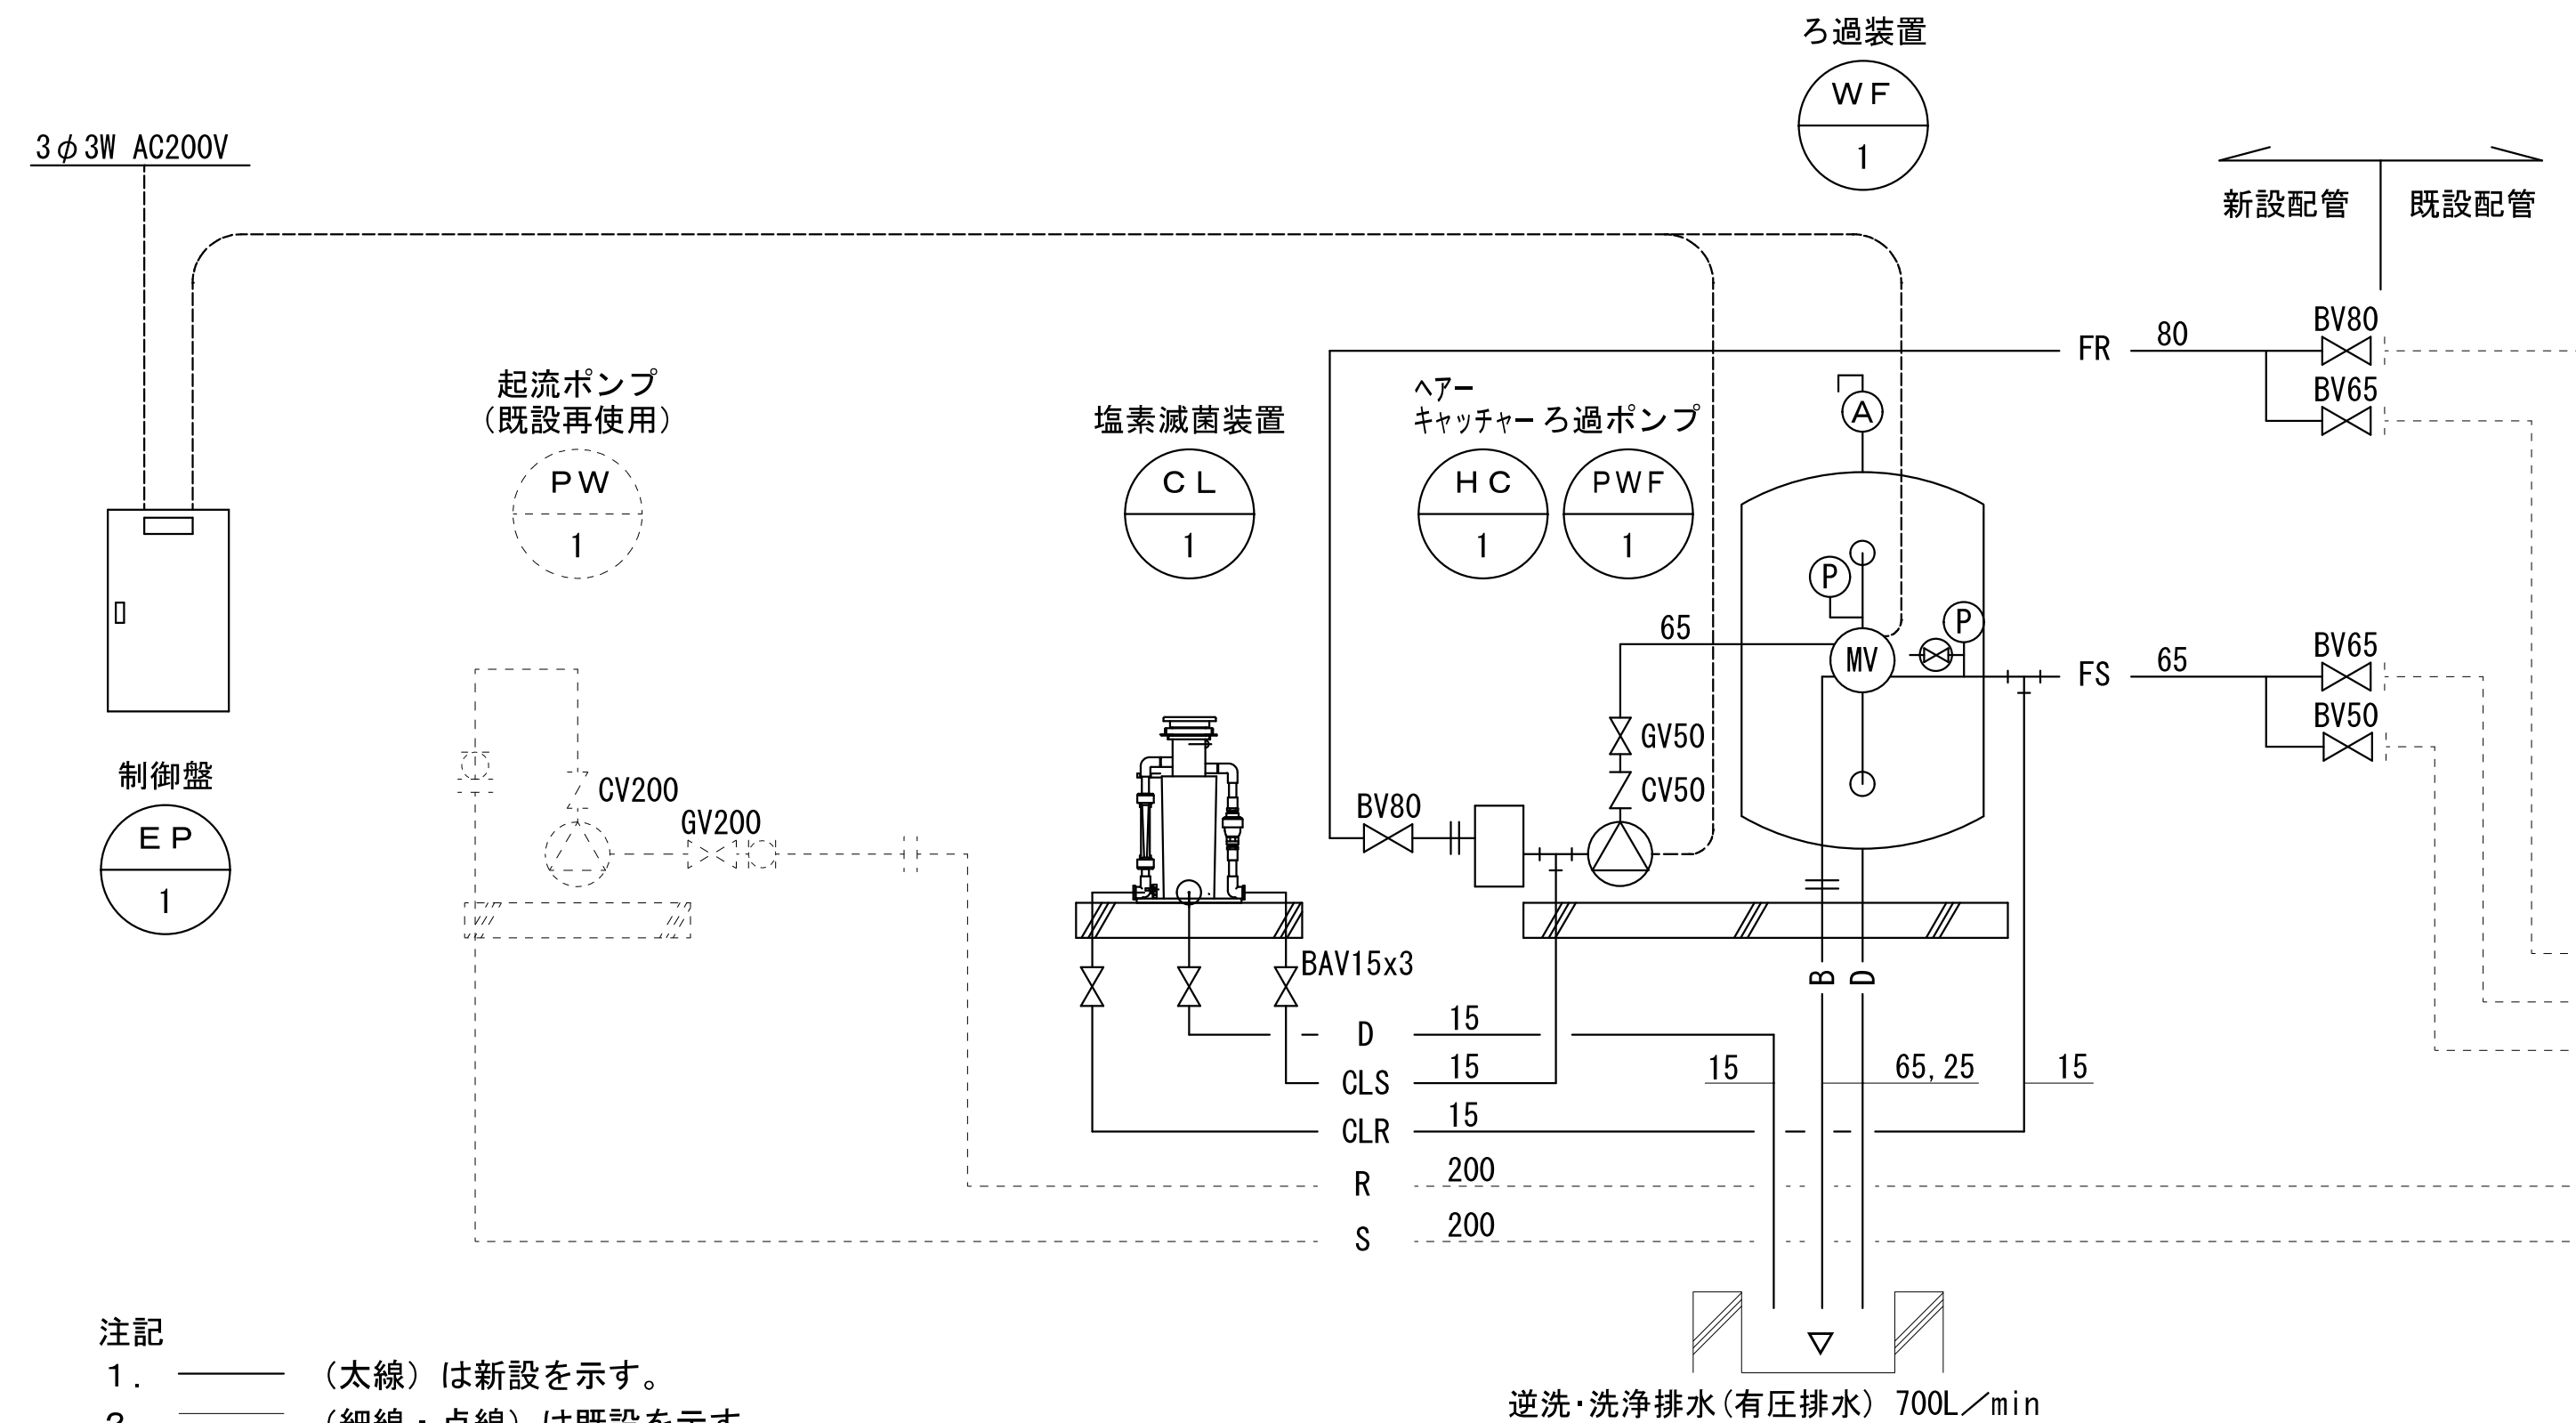 ろ過装置
WF
1
3φ3W AC200V
新設配管
既設配管
FR
80
BV80
BV65
起流ポンプ
(既設再使用)
PW
1
塩素滅菌装置
CL
1
ヘアー
キャッチャー
HC
1
ろ過ポンプ
PWF
1
A
P
P
MV
65
FS
65
BV65
BV50
GV50
CV50
BV80
制御盤
EP
1
CV200
GV200
BAV15x3
B
D
D
15
CLS
15
CLR
15
R
200
S
200
15
65,25
15
注記
1. (太線)は新設を示す。
逆洗・洗浄排水(有圧排水) 700L/min